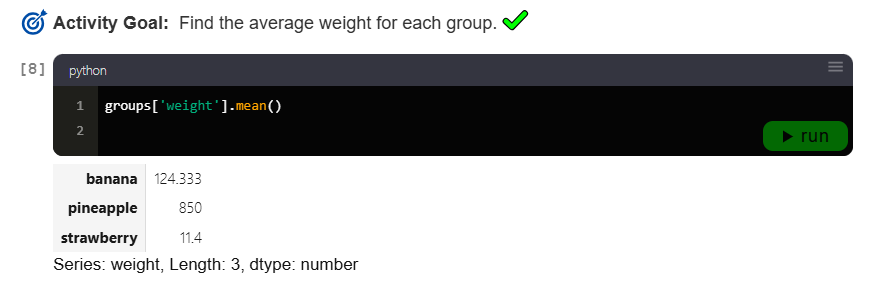 Activity Goal: Find the average weight for each group.
[8]
python
1 groups['weight'].mean()
2
run
banana 124.333
pineapple 850
strawberry 11.4
Series: weight, Length: 3, dtype: number